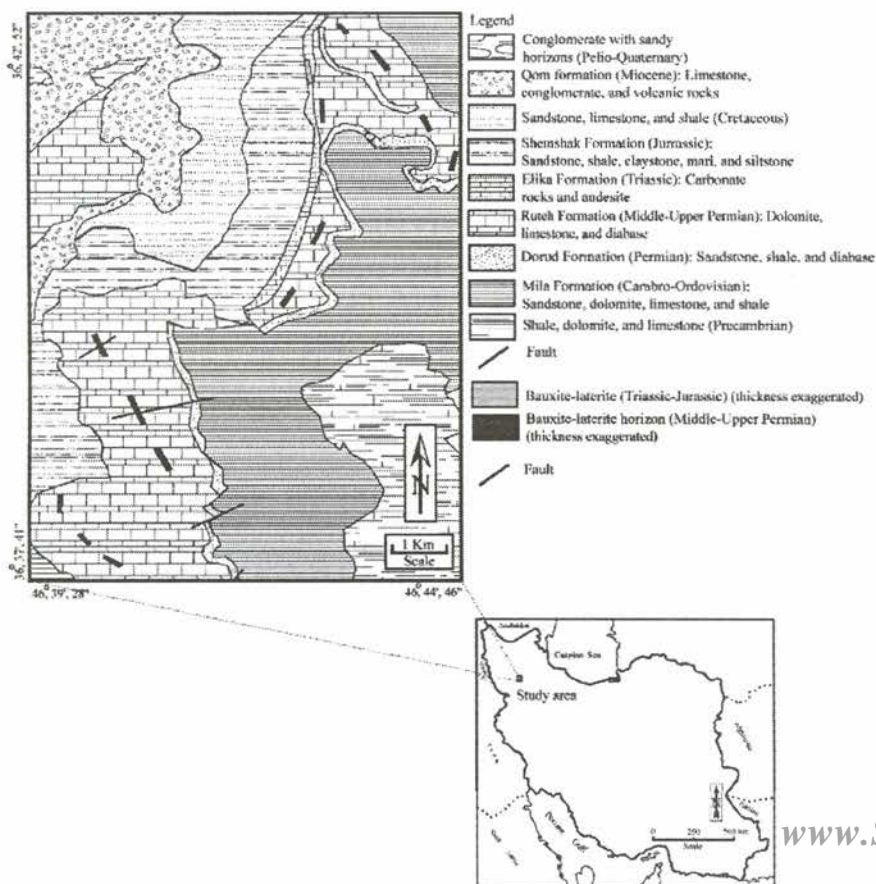 36, 42', 52"
36, 37', 41"
46, 39', 28"
46, 44', 46"
N
1 Km
Scale
Legend
Conglomerate with sandy
horizons (Pelio-Quaternary)
Qom formation (Miocene): Limestone,
conglomerate, and volcanic rocks
Sandstone, limestone, and shale (Cretaceous)
Shemshak Formation (Jurrassic):
Sandstone, shale, claystone, marl, and siltstone
Elika Formation (Triassic): Carbonate
rocks and andesite
Ruteh Formation (Middle-Upper Permian): Dolomite,
limestone, and diabase
Dorud Formation (Permian): Sandstone, shale, and diabase
Mila Formation (Cambro-Ordovisian):
Sandstone, dolomite, limestone, and shale
Shale, dolomite, and limestone (Precambrian)
Fault
Bauxite-laterite (Triassic-Jurassic) (thickness exaggerated)
Bauxite-laterite horizon (Middle-Upper Permian)
(thickness exaggerated)
Fault
Caspian Sea
Study area
Persian Gulf
0 250 500 km
Scale
www.S